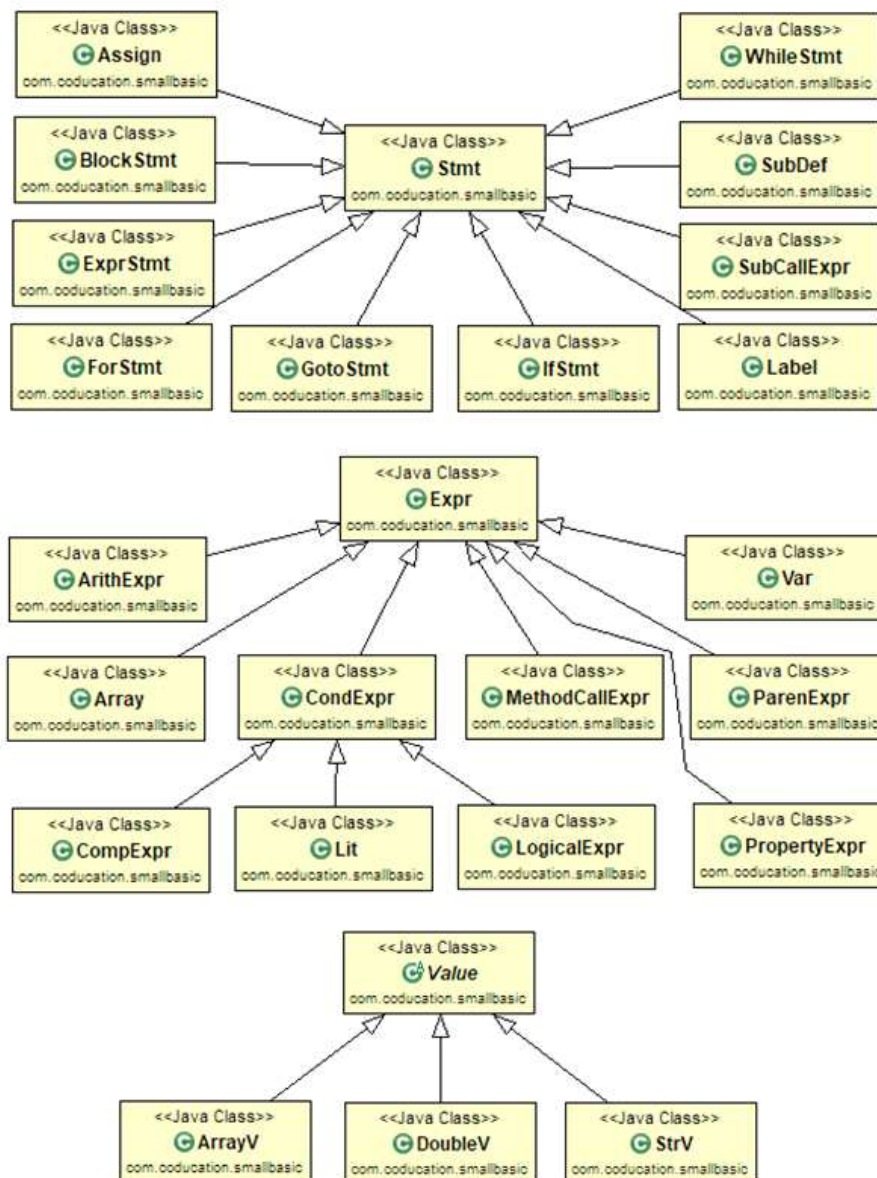 <<Java Class>>
Assign
com.coducation.smallbasic
<<Java Class>>
WhileStmt
com.coducation.smallbasic
<<Java Class>>
BlockStmt
com.coducation.smallbasic
<<Java Class>>
Stmt
com.coducation.smallbasic
<<Java Class>>
SubDef
com.coducation.smallbasic
<<Java Class>>
ExprStmt
com.coducation.smallbasic
<<Java Class>>
SubCallExpr
com.coducation.smallbasic
<<Java Class>>
ForStmt
com.coducation.smallbasic
<<Java Class>>
GotoStmt
com.coducation.smallbasic
<<Java Class>>
IfStmt
com.coducation.smallbasic
<<Java Class>>
Label
com.coducation.smallbasic
<<Java Class>>
Expr
com.coducation.smallbasic
<<Java Class>>
ArithExpr
com.coducation.smallbasic
<<Java Class>>
Var
com.coducation.smallbasic
<<Java Class>>
Array
com.coducation.smallbasic
<<Java Class>>
CondExpr
com.coducation.smallbasic
<<Java Class>>
MethodCallExpr
com.coducation.smallbasic
<<Java Class>>
ParenExpr
com.coducation.smallbasic
<<Java Class>>
CompExpr
com.coducation.smallbasic
<<Java Class>>
Lit
com.coducation.smallbasic
<<Java Class>>
LogicalExpr
com.coducation.smallbasic
<<Java Class>>
PropertyExpr
com.coducation.smallbasic
<<Java Class>>
Value
com.coducation.smallbasic
<<Java Class>>
ArrayV
com.coducation.smallbasic
<<Java Class>>
DoubleV
com.coducation.smallbasic
<<Java Class>>
StrV
com.coducation.smallbasic